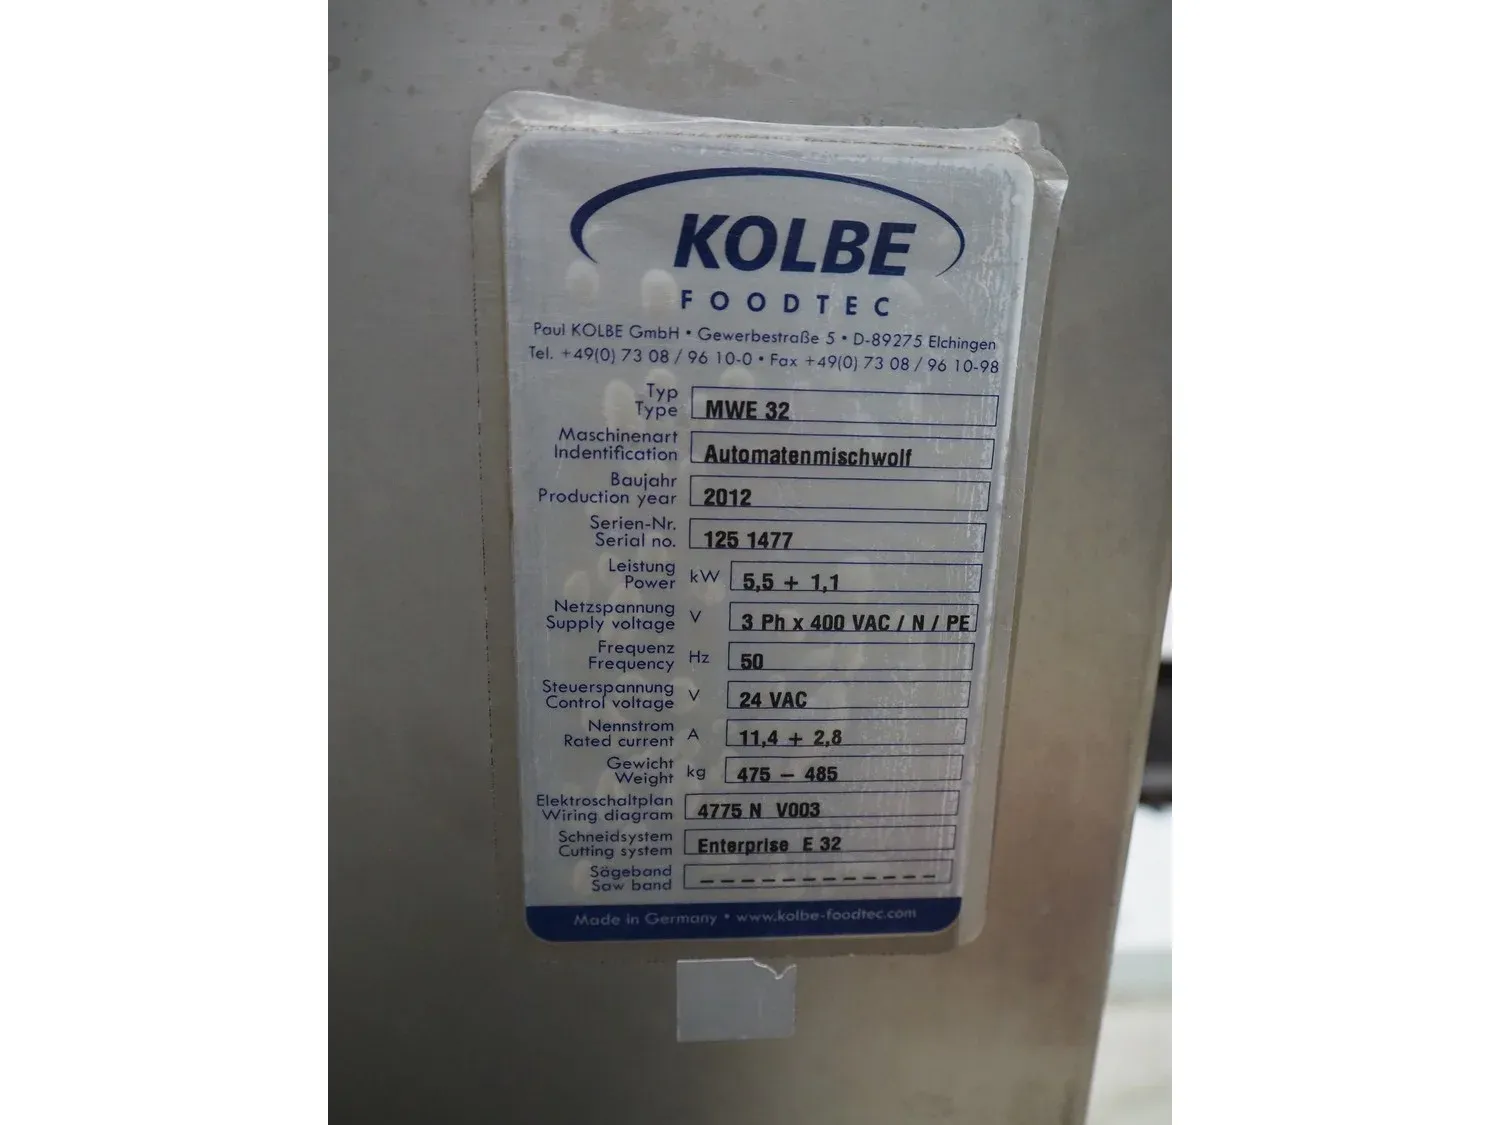 KOLBE
FOODTEC
Paul KOLBE GmbH • Gewerbestraße 5 • D-89275 Elchingen
Tel. +49(0) 73 08 / 96 10-0 • Fax +49(0) 73 08 / 96 10-98
Typ
Type MWE 32
Maschinenart
Indentification Automatenmischwolf
Baujahr
Production year 2012
Serien-Nr.
Serial no. 125 1477
Leistung
Power kW 5,5 + 1,1
Netzspannung
Supply voltage V 3 Ph x 400 VAC / N / PE
Frequenz
Frequency Hz 50
Steuerspannung
Control voltage V 24 VAC
Nennstrom
Rated current A 11,4 + 2,8
Gewicht
Weight kg 475 – 485
Elektroschaltplan
Wiring diagram 4775 N V003
Schneidsystem
Cutting system Enterprise E 32
Sägeband
Saw band – – – – – – – – – – – –
Made in Germany • www.kolbe-foodtec.com